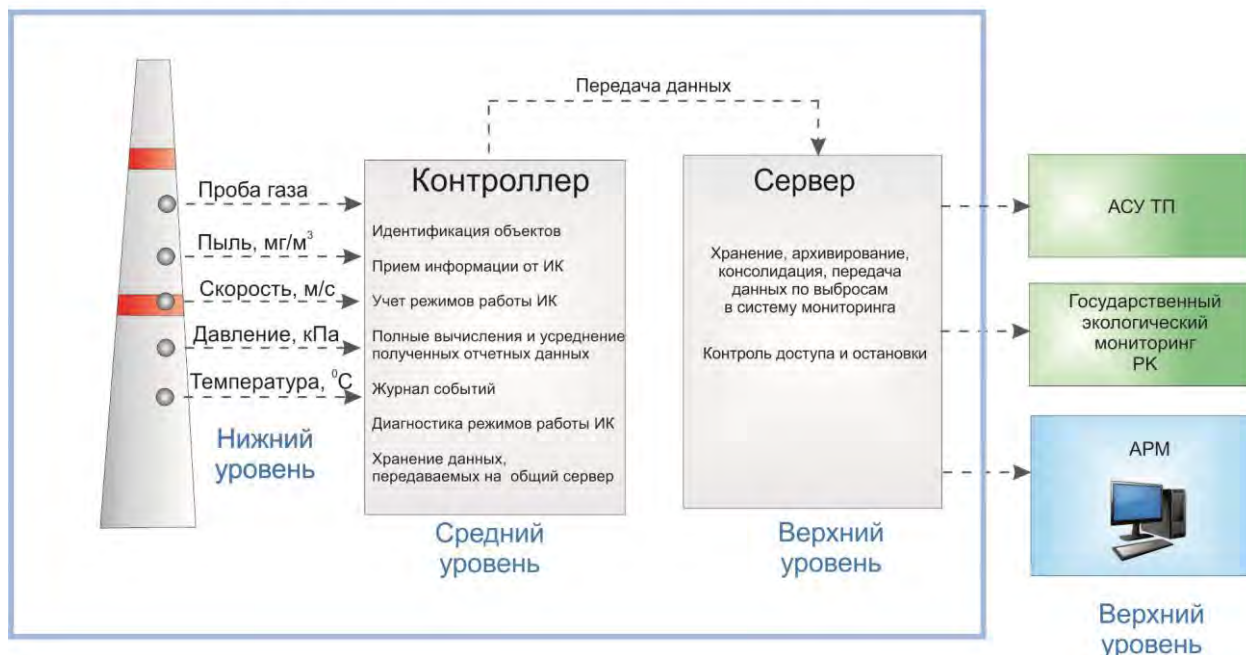 Передача данных
Проба газа
Пыль, мг/м³
Скорость, м/с
Давление, кПа
Температура, ⁰С
Нижний
уровень
Контроллер
Идентификация объектов
Прием информации от ИК
Учет режимов работы ИК
Полные вычисления и усреднение
полученных отчетных данных
Журнал событий
Диагностика режимов работы ИК
Хранение данных,
передаваемых на общий сервер
Средний
уровень
Сервер
Хранение, архивирование,
консолидация, передача
данных по выбросам
в систему мониторинга
Контроль доступа и остановки
Верхний
уровень
АСУ ТП
Государственный
экологический
мониторинг
РК
АРМ
Верхний
уровень